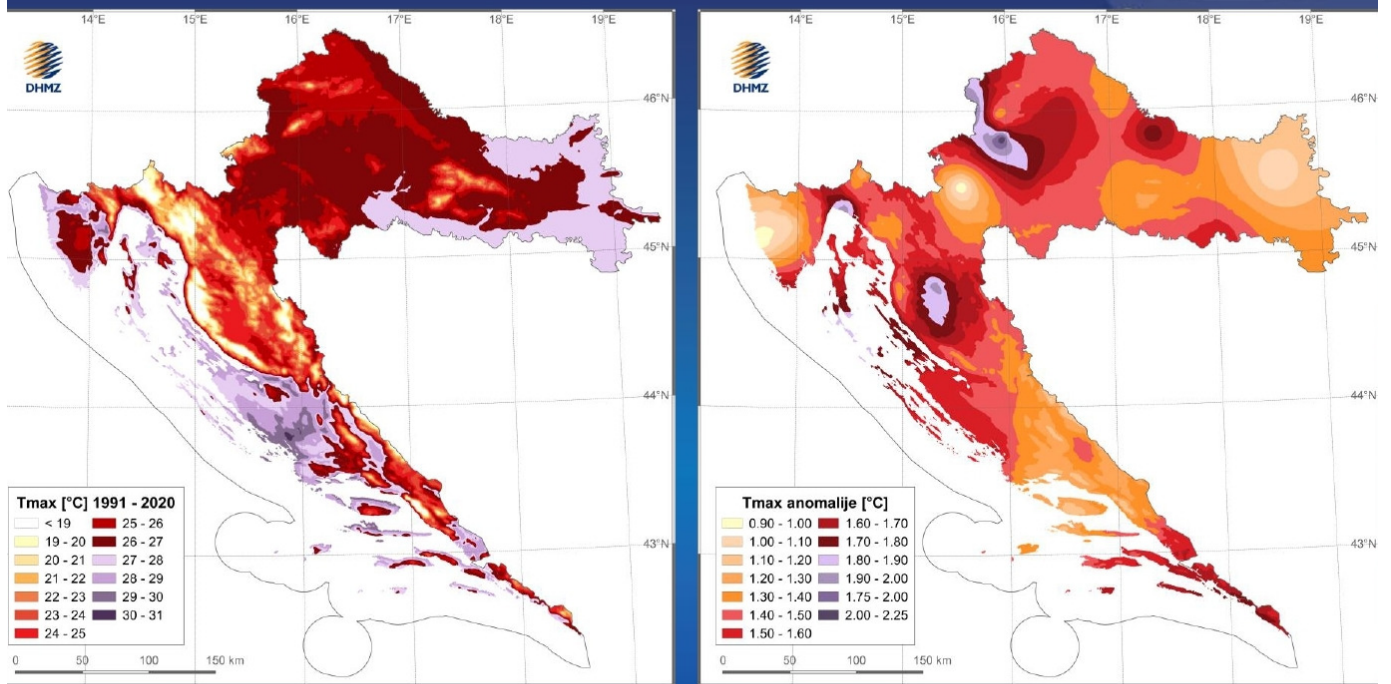 14°E 15°E 16°E 17°E 18°E 19°E
DHMZ
46°N
45°N
44°N
43°N
Tmax [°C] 1991 - 2020
< 19
19 - 20
20 - 21
21 - 22
22 - 23
23 - 24
24 - 25
25 - 26
26 - 27
27 - 28
28 - 29
29 - 30
30 - 31
0 50 100 150 km
14°E 15°E 16°E 17°E 18°E 19°E
DHMZ
46°N
45°N
44°N
43°N
Tmax anomalije [°C]
0.90 - 1.00
1.00 - 1.10
1.10 - 1.20
1.20 - 1.30
1.30 - 1.40
1.40 - 1.50
1.50 - 1.60
1.60 - 1.70
1.70 - 1.80
1.80 - 1.90
1.90 - 2.00
1.75 - 2.00
2.00 - 2.25
0 50 100 150 km